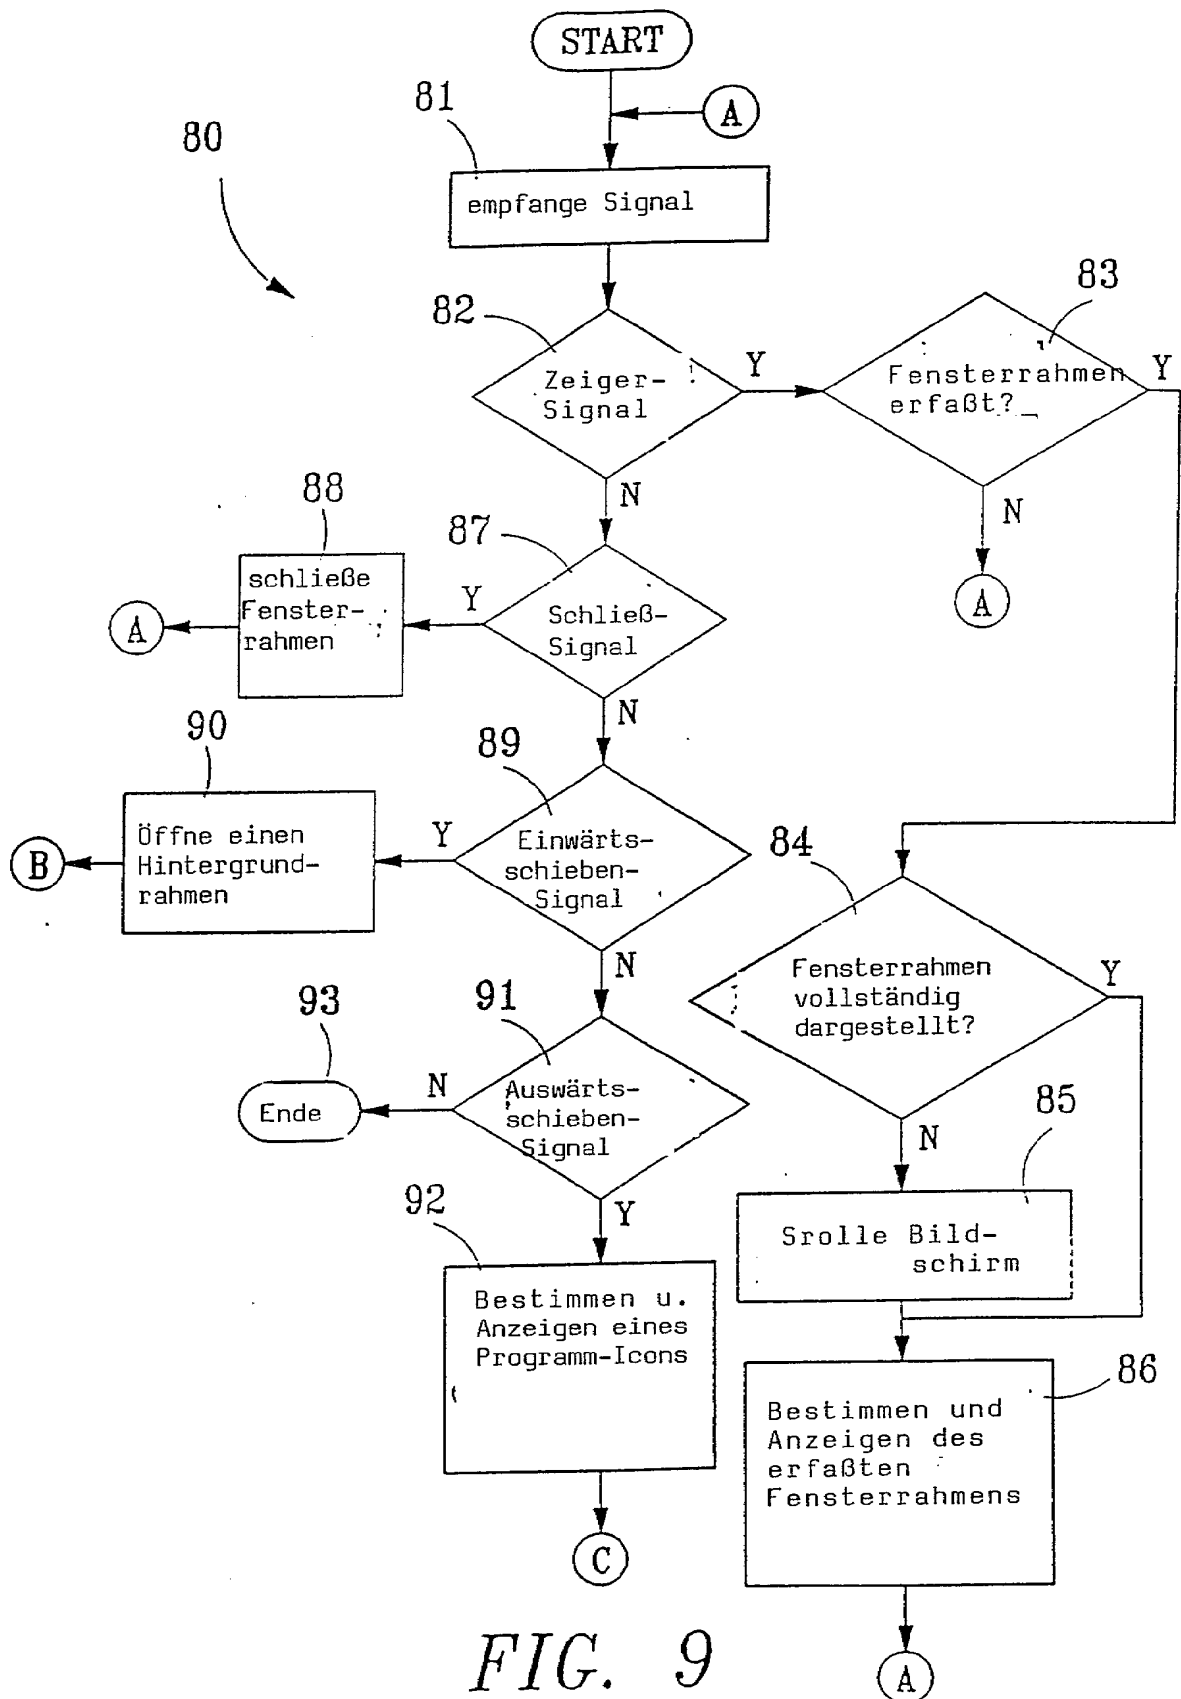 START
81
A
80
empfange Signal
83
82
Y
Y
Zeiger-
Signal
Fensterrahmen
erfaßt?
N
N
88
87
A
schließe
Fenster-
rahmen
Y
Schließ-
Signal
A
N
90
89
84
Öffne einen
Hintergrund-
rahmen
B
Y
Einwärts-
schieben-
Signal
N
Y
Fensterrahmen
vollständig
dargestellt?
93
91
N
Auswärts-
schieben-
Signal
Ende
85
N
92
Y
Srolle Bild-
schirm
Bestimmen u.
Anzeigen eines
Programm-Icons
86
Bestimmen und
Anzeigen des
erfaßten
Fensterrahmens
C
FIG. 9
A